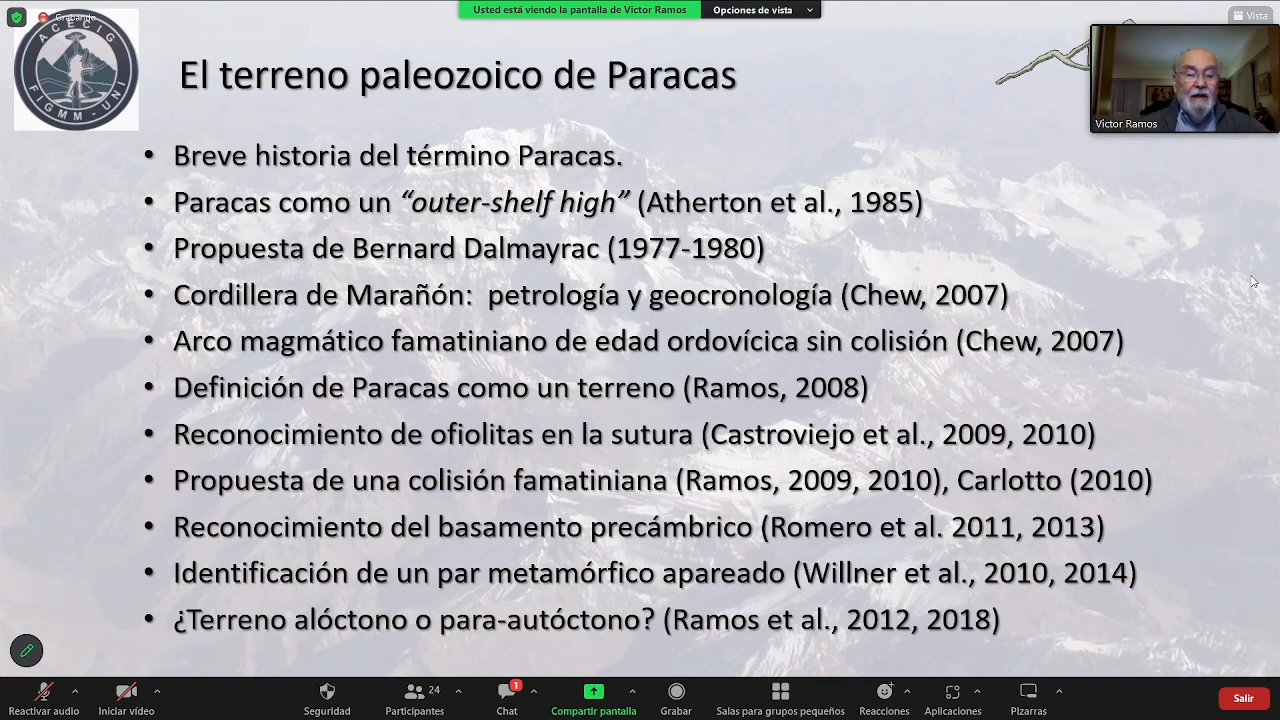 Usted está viendo la pantalla de Victor Ramos
Opciones de vista
Grabando
Vista
ACECIG
FIGMM - UNI
El terreno paleozoico de Paracas
Victor Ramos
• Breve historia del término Paracas.
• Paracas como un “outer-shelf high” (Atherton et al., 1985)
• Propuesta de Bernard Dalmayrac (1977-1980)
• Cordillera de Marañón:  petrología y geocronología (Chew, 2007)
• Arco magmático famatiniano de edad ordovícica sin colisión (Chew, 2007)
• Definición de Paracas como un terreno (Ramos, 2008)
• Reconocimiento de ofiolitas en la sutura (Castroviejo et al., 2009, 2010)
• Propuesta de una colisión famatiniana (Ramos, 2009, 2010), Carlotto (2010)
• Reconocimiento del basamento precámbrico (Romero et al. 2011, 2013)
• Identificación de un par metamórfico apareado (Willner et al., 2010, 2014)
• ¿Terreno alóctono o para-autóctono? (Ramos et al., 2012, 2018)
24
1
Reactivar audio
Iniciar vídeo
Seguridad
Participantes
Chat
Compartir pantalla
Grabar
Salas para grupos pequeños
Reacciones
Aplicaciones
Pizarras
Salir